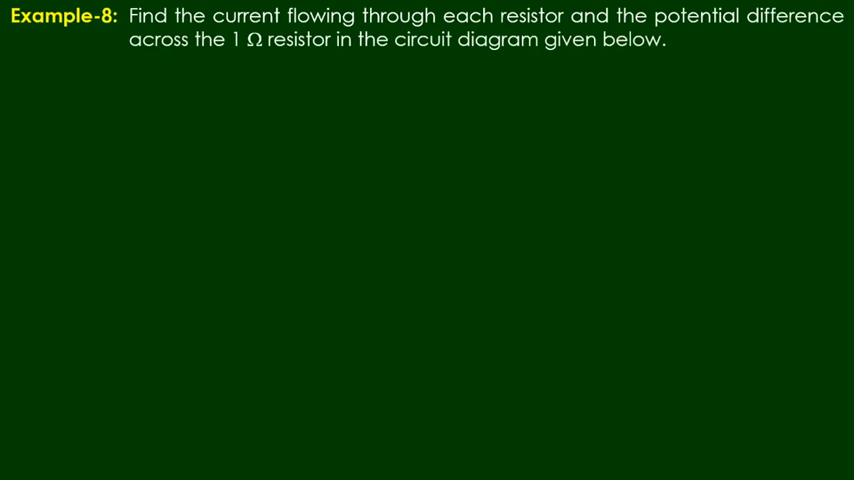 Example-8: Find the current flowing through each resistor and the potential difference
across the 1 Ω resistor in the circuit diagram given below.